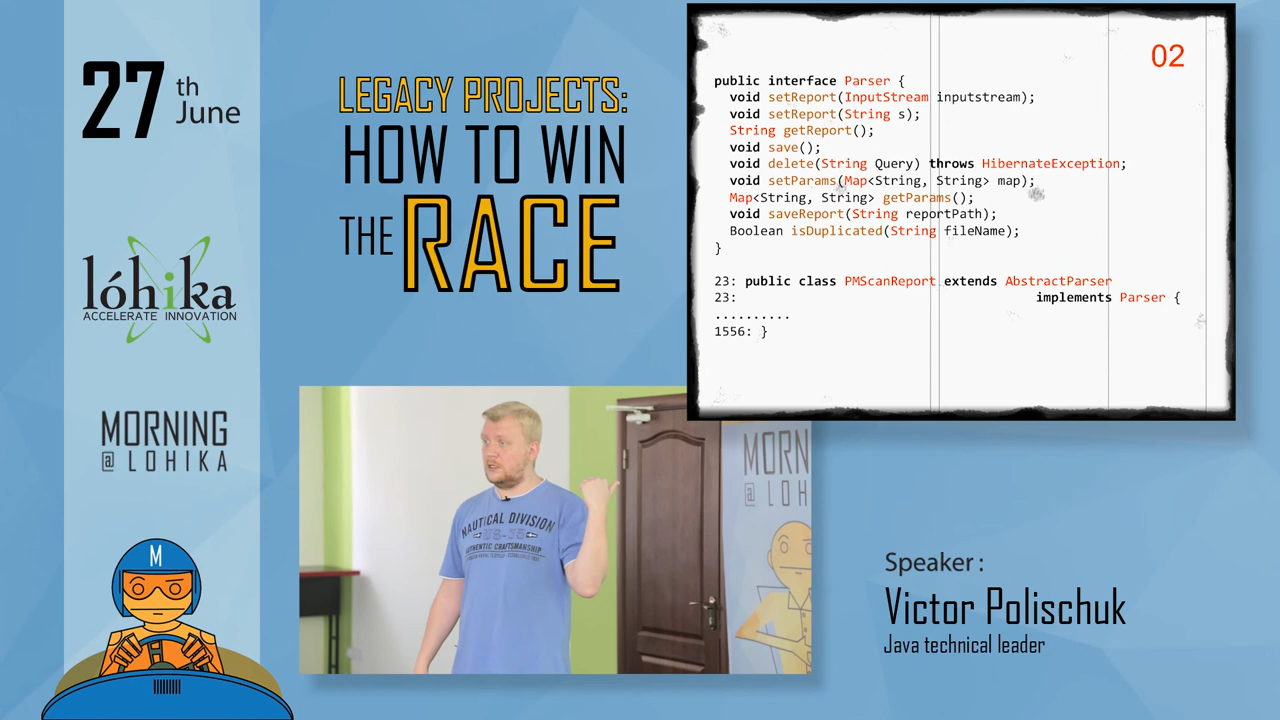 27
th
June
lóhika
ACCELERATE INNOVATION
MORNING
@ LOHIKA
M
LEGACY PROJECTS:
HOW TO WIN
THE RACE
02
public interface Parser {
void setReport(InputStream inputstream);
void setReport(String s);
String getReport();
void save();
void delete(String Query) throws HibernateException;
void setParams(Map<String, String> map);
Map<String, String> getParams();
void saveReport(String reportPath);
Boolean isDuplicated(String fileName);
}
23: public class PMScanReport extends AbstractParser
23: implements Parser {
..........
1556: }
NAUTICAL DIVISION
AUTHENTIC CRAFTSMANSHIP
MORN
@ LOH
Speaker :
Victor Polischuk
Java technical leader